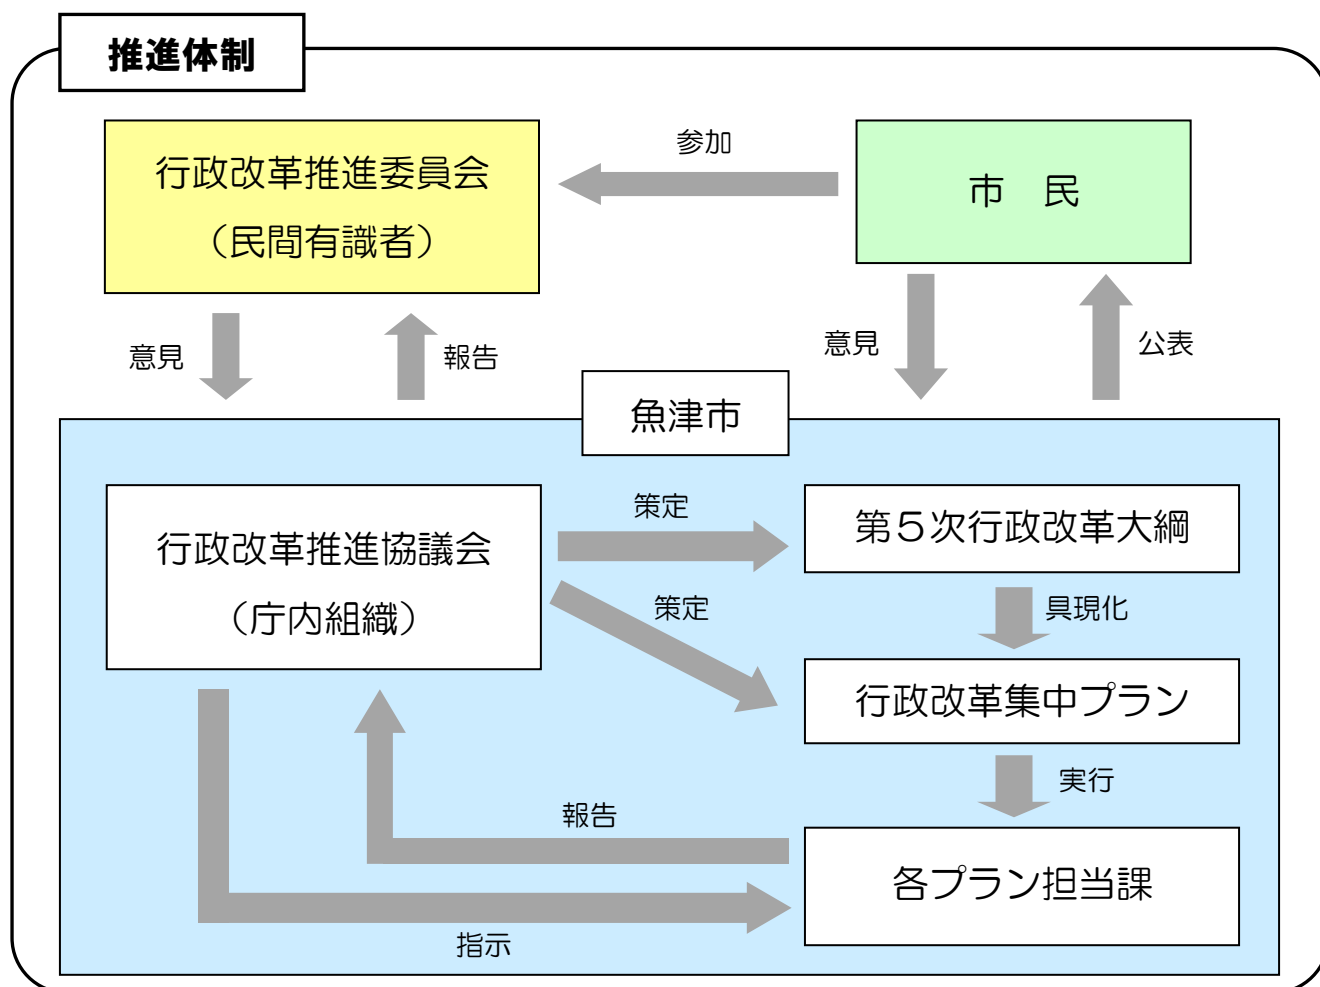 推進体制
行政改革推進委員会
（民間有識者）
参加
市　民
意見
報告
意見
公表
魚津市
行政改革推進協議会
（庁内組織）
策定
第５次行政改革大綱
策定
具現化
行政改革集中プラン
実行
報告
各プラン担当課
指示